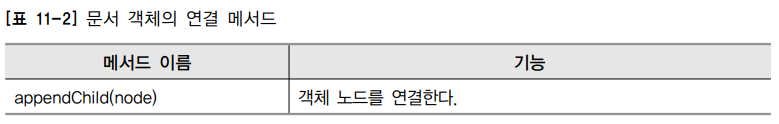 [표 11-2] 문서 객체의 연결 메서드
메서드 이름 기능
appendChild(node) 객체 노드를 연결한다.